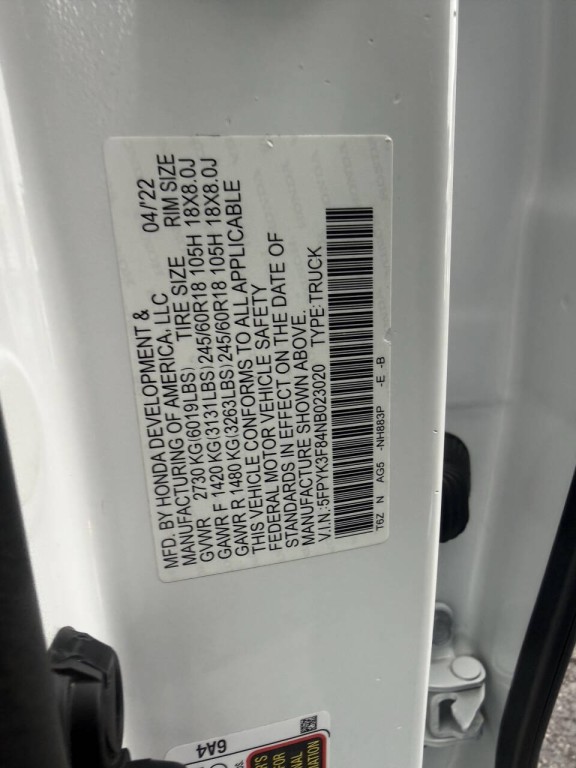 MFD. BY HONDA DEVELOPMENT & 04/'22
MANUFACTURING OF AMERICA, LLC
TIRE SIZE RIM SIZE
GVWR 2730 KG(6019LBS)
GAWR F 1420 KG(3131LBS) 245/60R18 105H 18X8.0J
GAWR R 1480 KG(3263LBS) 245/60R18 105H 18X8.0J
THIS VEHICLE CONFORMS TO ALL APPLICABLE
FEDERAL MOTOR VEHICLE SAFETY
STANDARDS IN EFFECT ON THE DATE OF
MANUFACTURE SHOWN ABOVE.
V.I.N.:5FPYK3F84NB023020 TYPE:TRUCK
T6Z N AG5 -NH883P -E -B
6A4